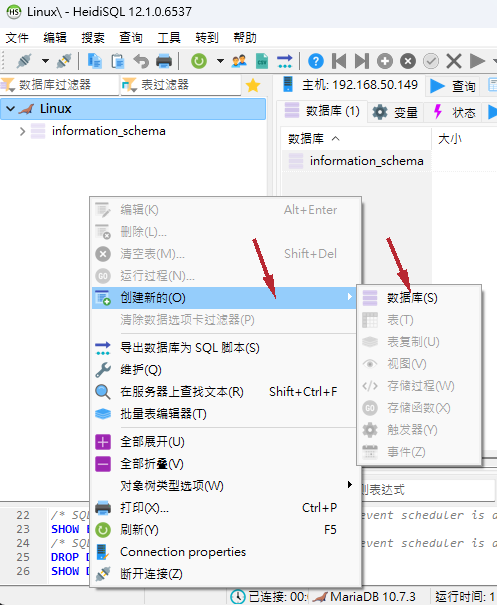 Linux\ - HeidiSQL 12.1.0.6537
文件 编辑 搜索 查询 工具 转到 帮助
数据库过滤器 表过滤器 主机: 192.168.50.149 查询
Linux 数据库 (1) 变量 状态
information_schema 数据库 大小
information_schema
编辑(K) Alt+Enter
删除(L)...
清空表(M)... Shift+Del
运行过程(N)...
创建新的(O) 数据库(S)
清除数据选项卡过滤器(P) 表(T)
导出数据库为 SQL 脚本(S) 表复制(U)
维护(Q) 视图(V)
在服务器上查找文本(R) Shift+Ctrl+F 存储过程(W)
批量表编辑器(T) 存储函数(X)
触发器(Y)
全部展开(U) 事件(Z)
全部折叠(V)
对象树类型选项(W) 表达式
打印(X)... Ctrl+P
刷新(Y) F5
Connection properties
断开连接(Z)
22 /* SQ event scheduler is d
23 SHOW E
24 /* SQ event scheduler is d
25 DROP D
26 SHOW D
已连接: 00: MariaDB 10.7.3 运行时间: 1